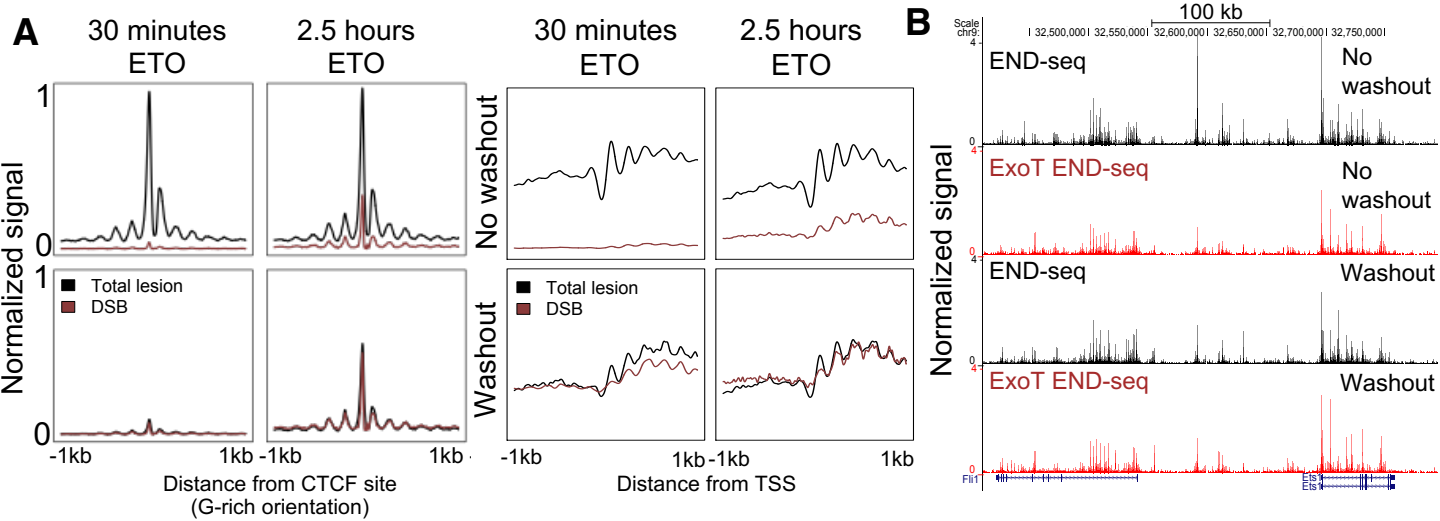 A
30 minutes
ETO
2.5 hours
ETO
30 minutes
ETO
2.5 hours
ETO
Normalized signal
1
0
1
0
Total lesion
DSB
-1kb
1kb
-1kb
1kb
Distance from CTCF site
(G-rich orientation)
No washout
Washout
Total lesion
DSB
-1kb
1kb
-1kb
1kb
Distance from TSS
B
100 kb
Scale
chr9:
32,500,000
32,550,000
32,600,000
32,650,000
32,700,000
32,750,000
Normalized signal
4
END-seq
No
washout
0
4
ExoT END-seq
No
washout
0
4
END-seq
Washout
0
4
ExoT END-seq
Washout
0
Fli1
Ets1
Ets1